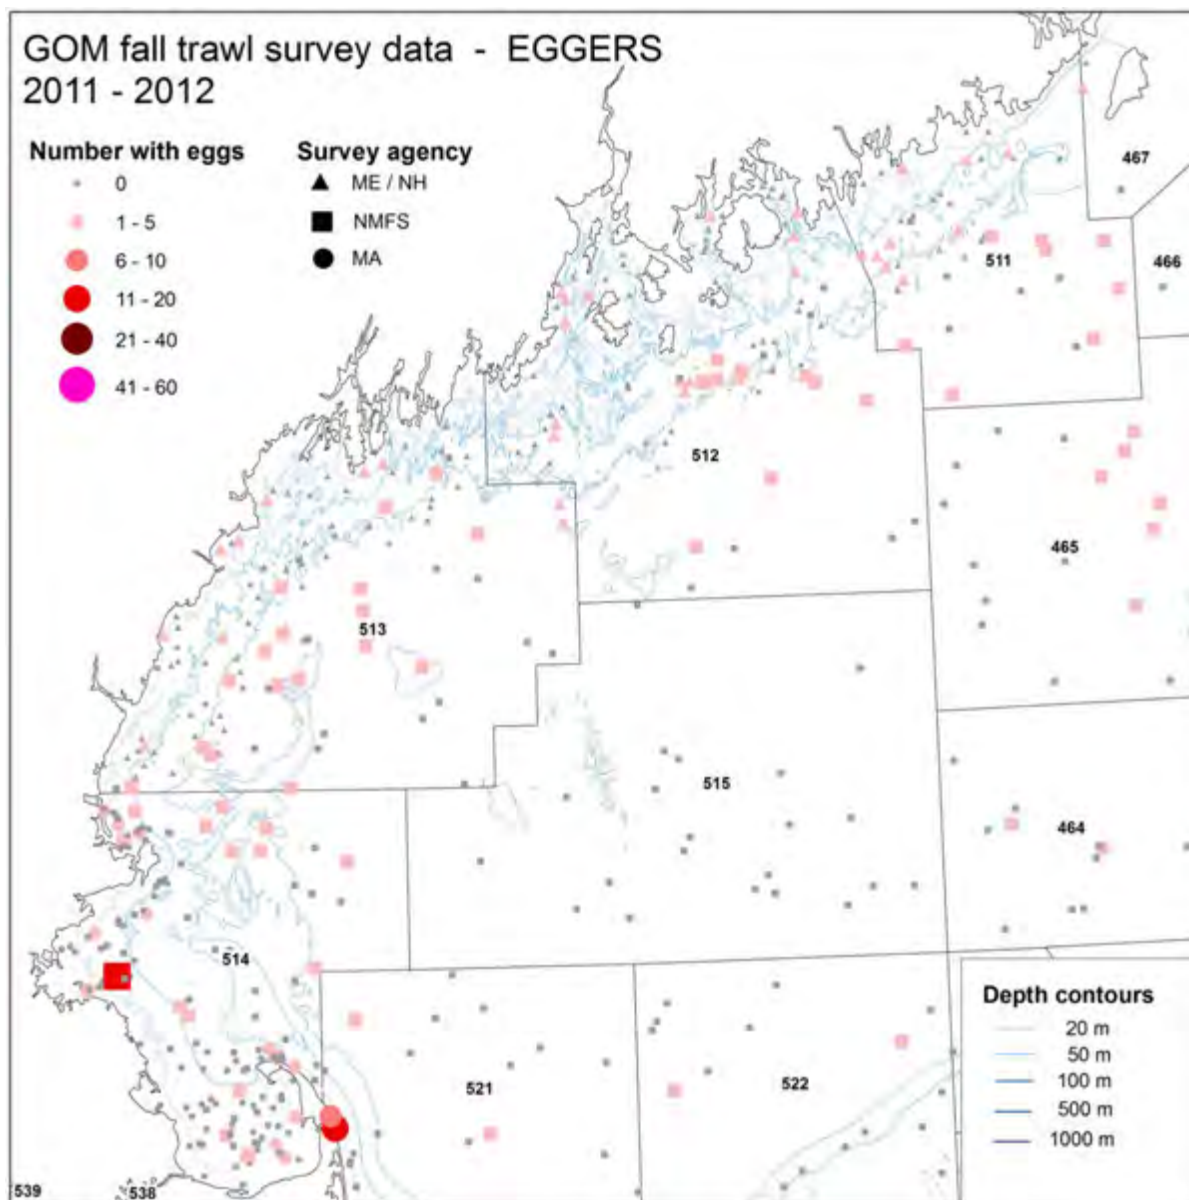 GOM fall trawl survey data - EGGERS
2011 - 2012
Number with eggs
0
1 - 5
6 - 10
11 - 20
21 - 40
41 - 60
Survey agency
ME / NH
NMFS
MA
467
511
466
512
465
513
515
464
514
521
522
539
538
Depth contours
20 m
50 m
100 m
500 m
1000 m